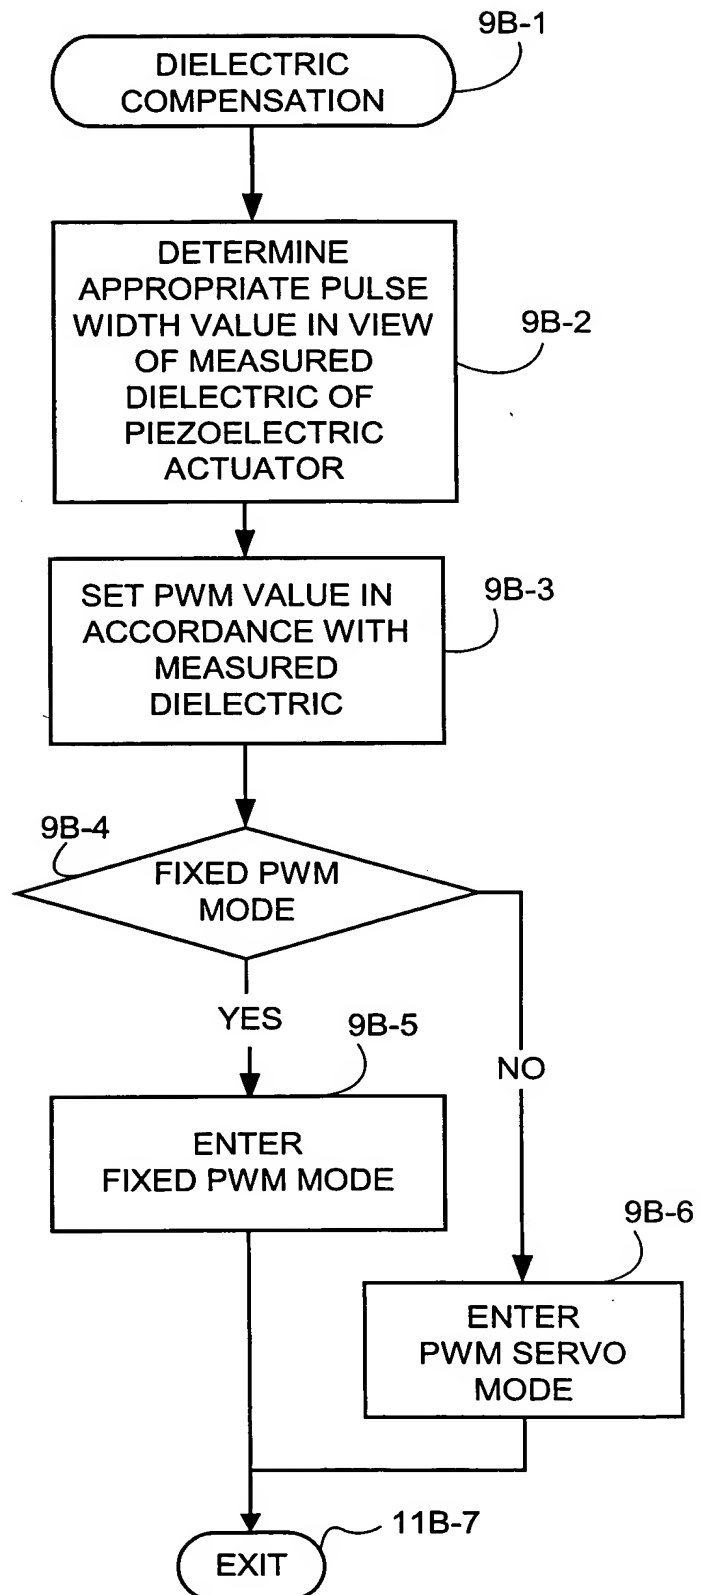 9B-1
DIELECTRIC
COMPENSATION
DETERMINE
APPROPRIATE PULSE
WIDTH VALUE IN VIEW
OF MEASURED
DIELECTRIC OF
PIEZOELECTRIC
ACTUATOR
9B-2
SET PWM VALUE IN
ACCORDANCE WITH
MEASURED
DIELECTRIC
9B-3
9B-4
FIXED PWM
MODE
YES
NO
9B-5
ENTER
FIXED PWM MODE
9B-6
ENTER
PWM SERVO
MODE
11B-7
EXIT